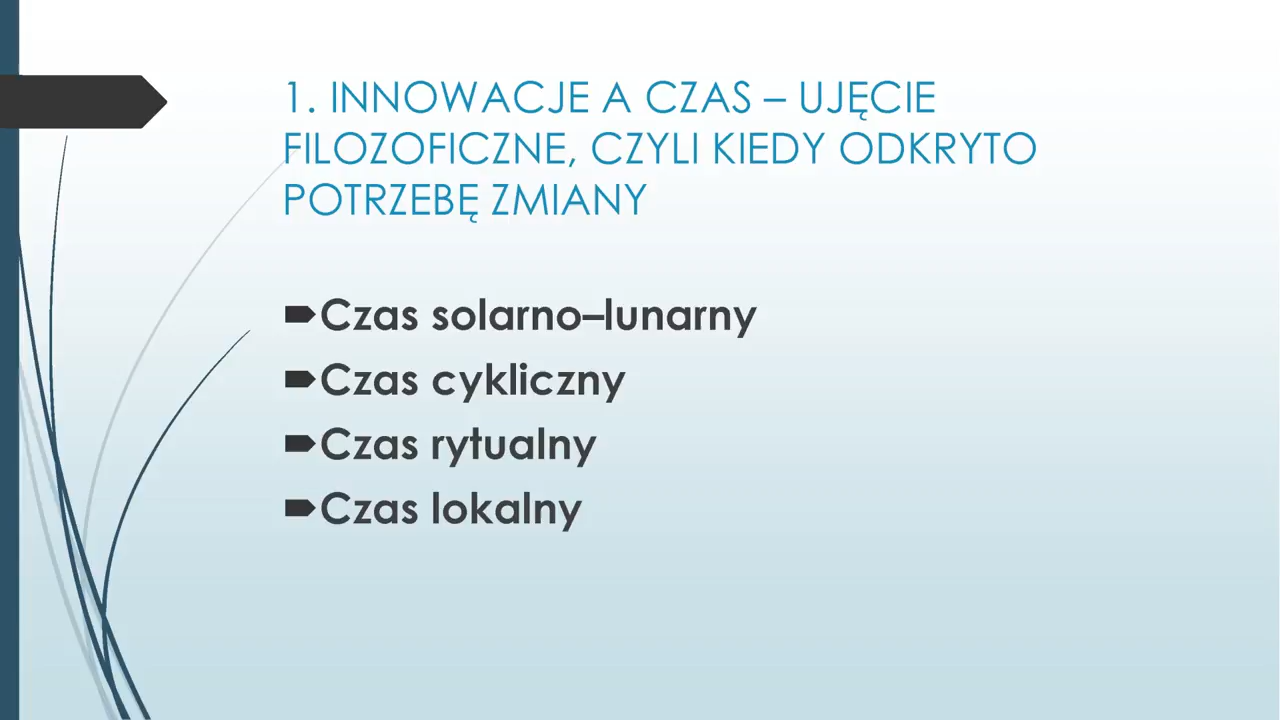 1. INNOWACJE A CZAS – UJĘCIE
FILOZOFICZNE, CZYLI KIEDY ODKRYTO
POTRZEBĘ ZMIANY
Czas solarno–lunarny
Czas cykliczny
Czas rytualny
Czas lokalny